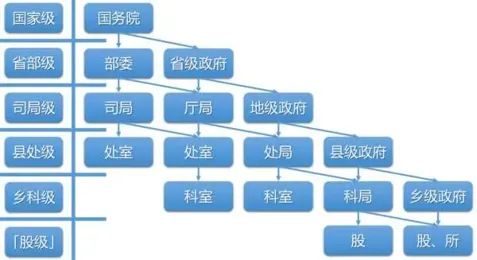 国家级 国务院
省部级 部委 省级政府
司局级 司局 厅局 地级政府
县处级 处室 处室 处局 县级政府
乡科级 科室 科室 科局 乡级政府
「股级」 股 股、所